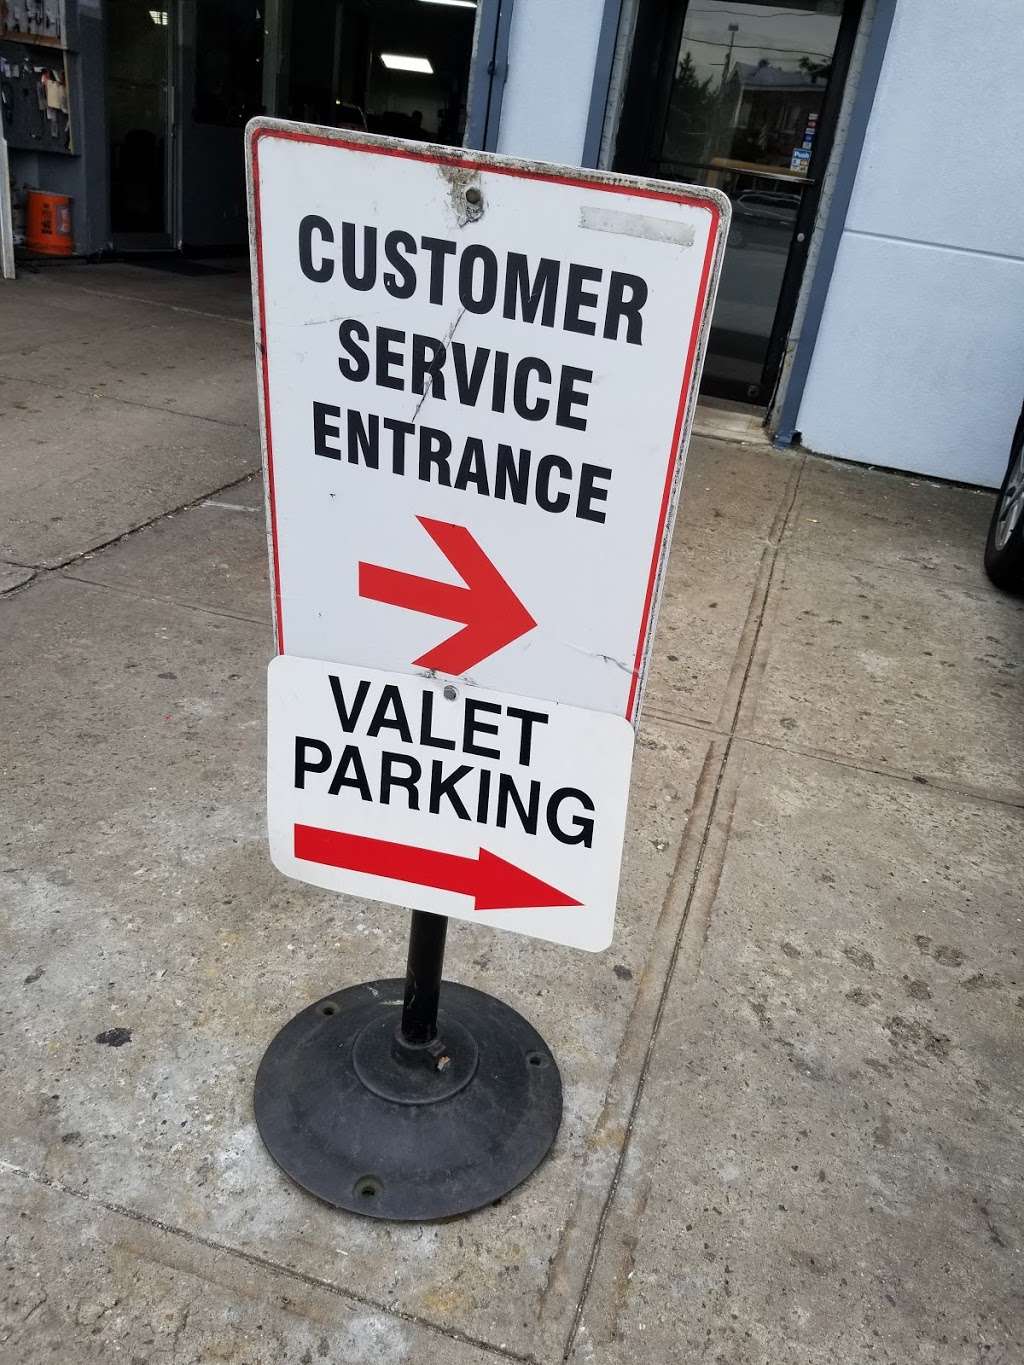 CUSTOMER
SERVICE
ENTRANCE
VALET
PARKING